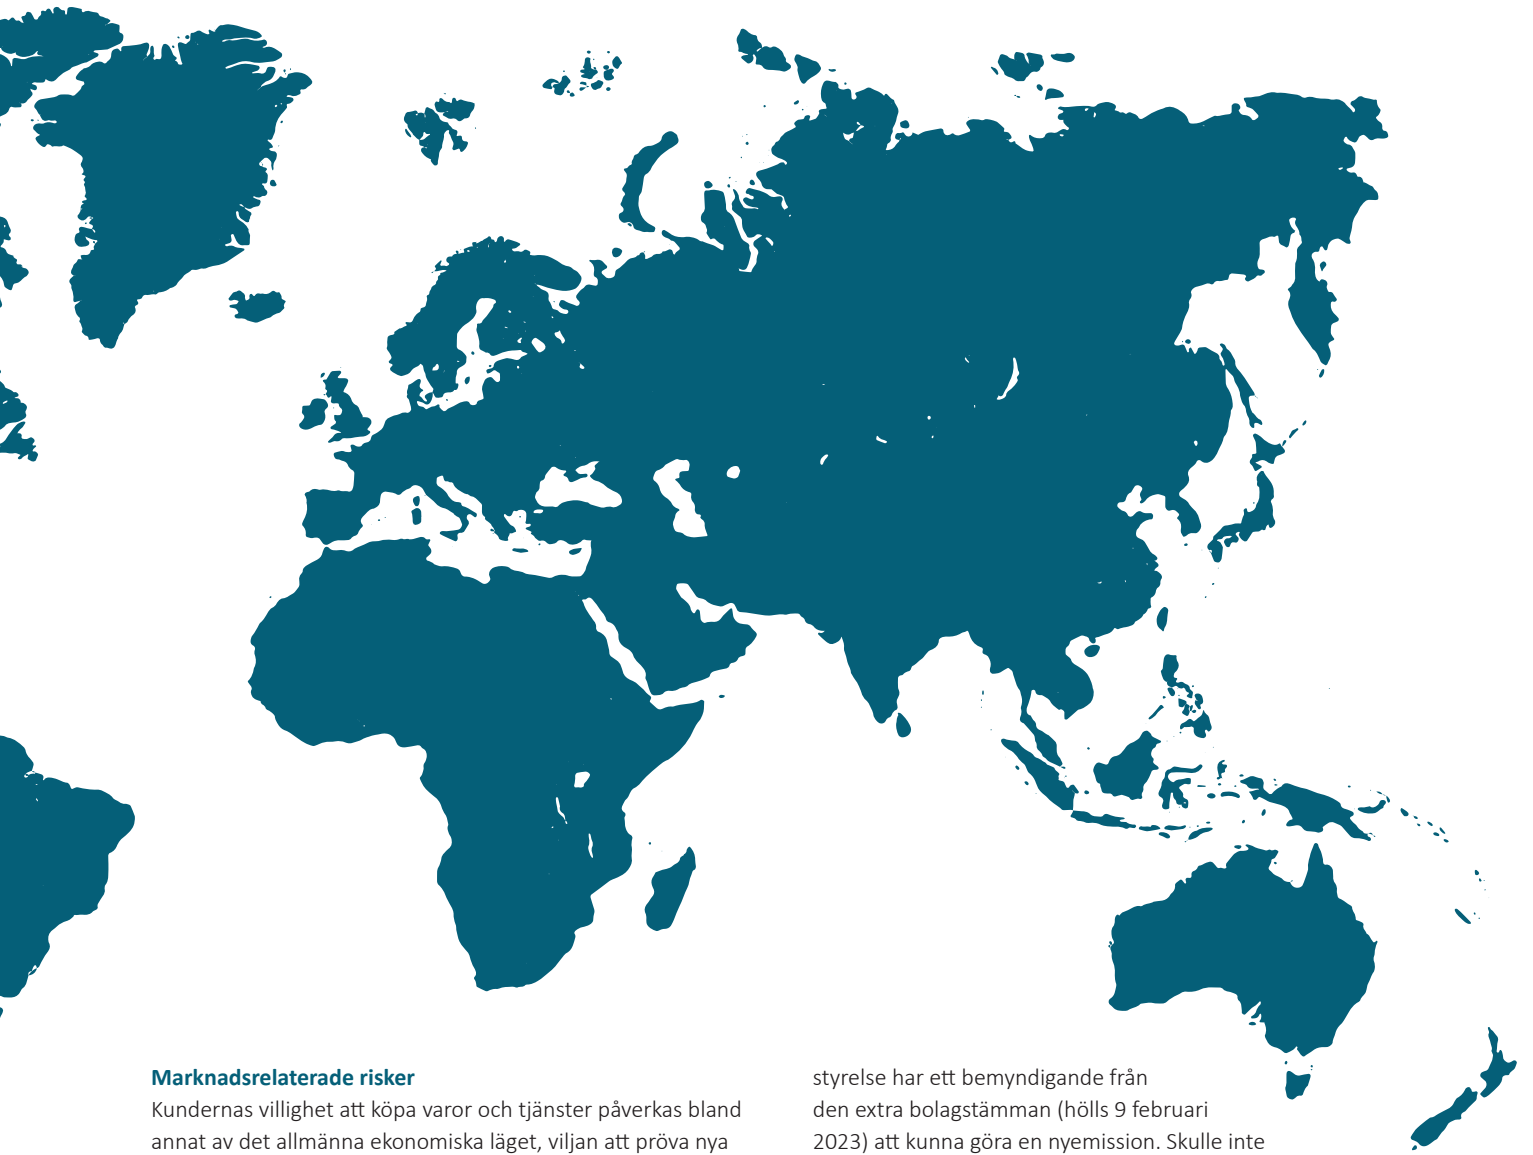 Marknadsrelaterade risker
Kundernas villighet att köpa varor och tjänster påverkas bland
annat av det allmänna ekonomiska läget, viljan att pröva nya
styrelse har ett bemyndigande från
den extra bolagstämman (hölls 9 februari
2023) att kunna göra en nyemission. Skulle inte